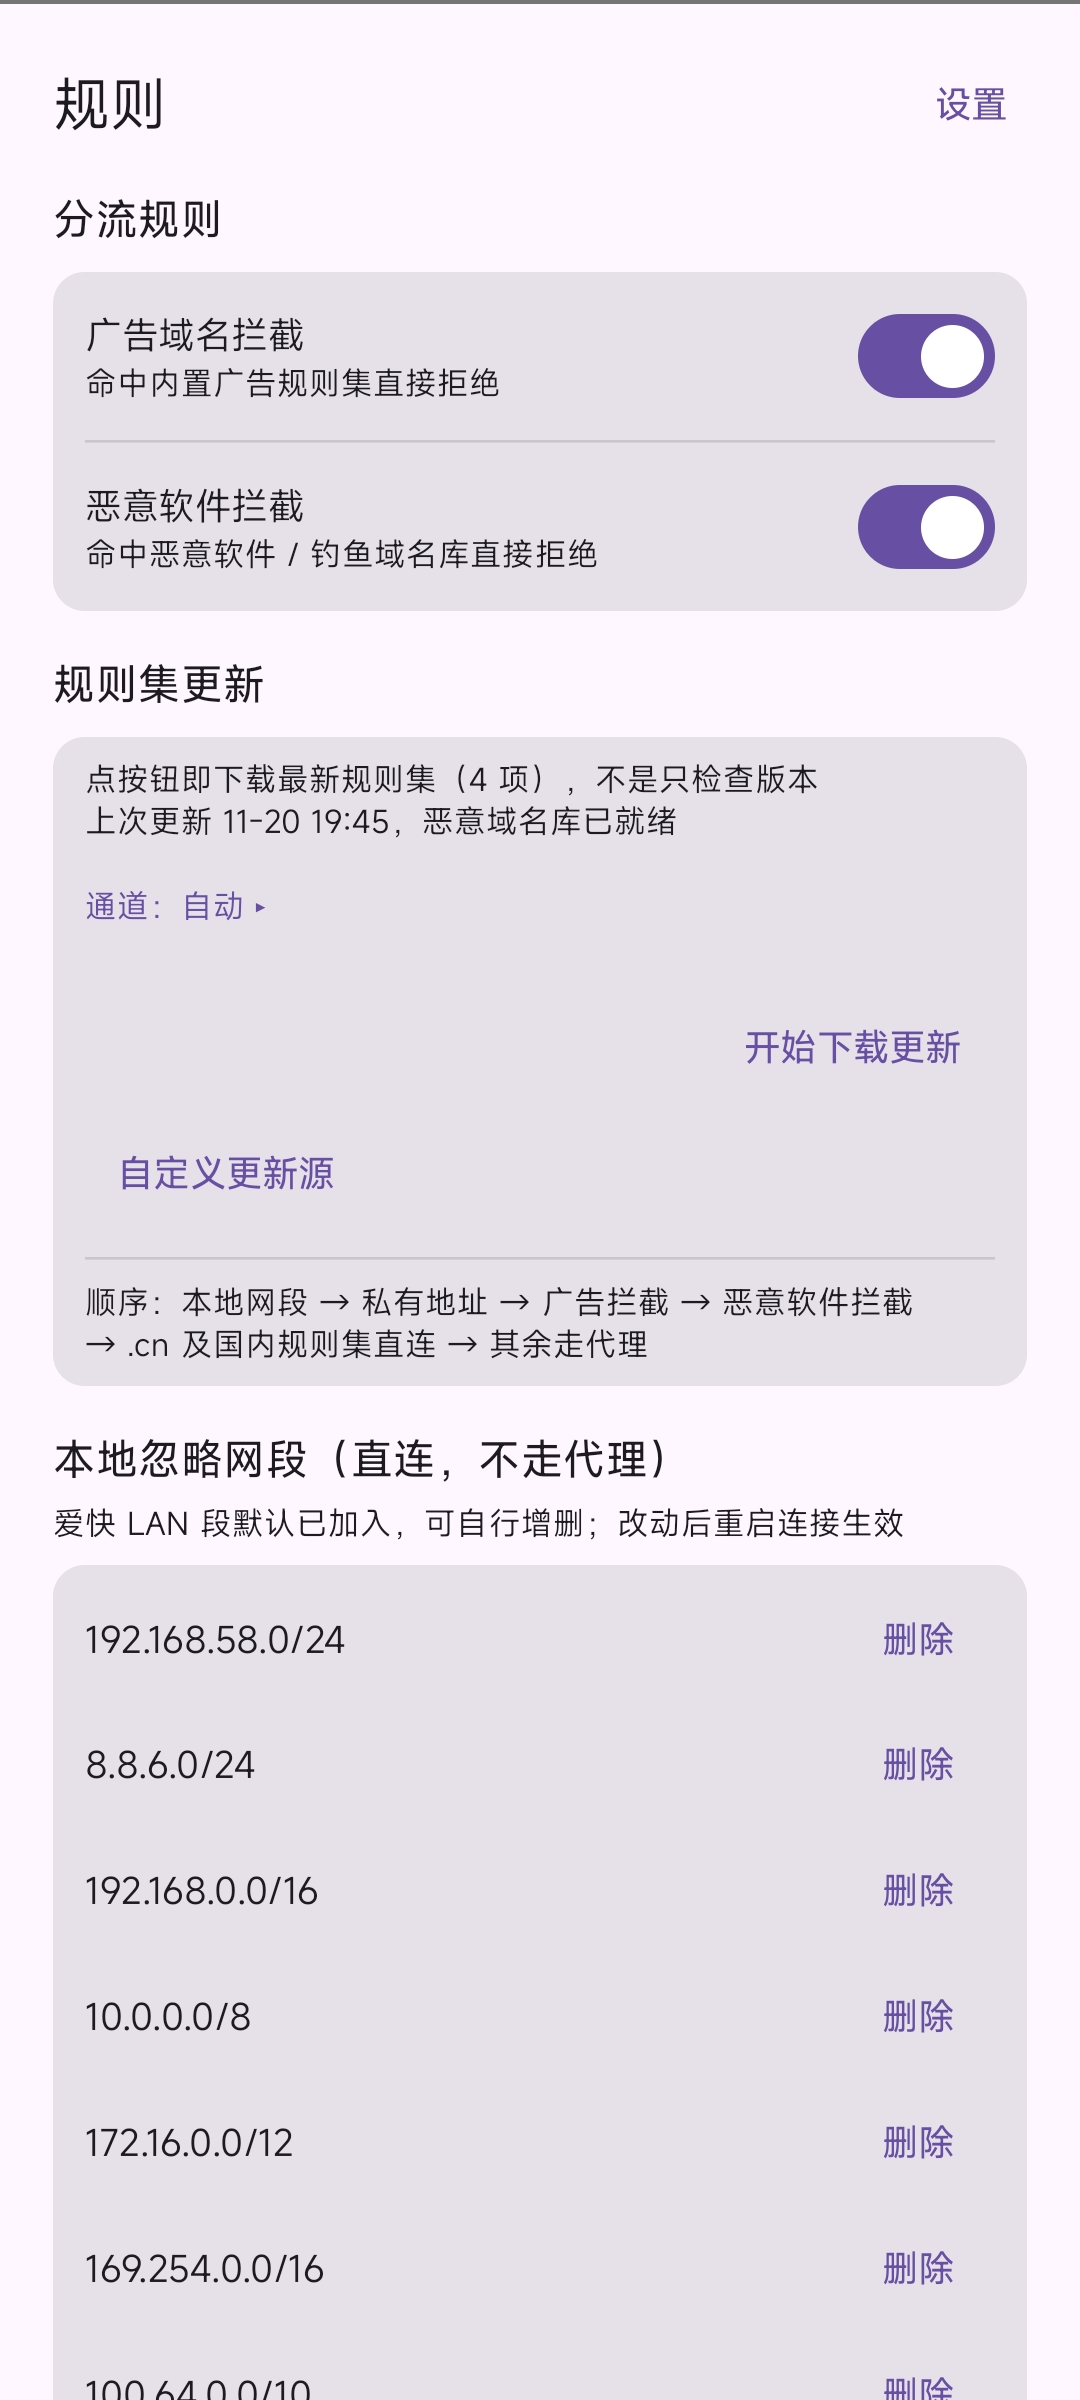 规则
设置
分流规则
广告域名拦截
命中内置广告规则集直接拒绝
恶意软件拦截
命中恶意软件 / 钓鱼域名库直接拒绝
规则集更新
点按钮即下载最新规则集（4 项），不是只检查版本
上次更新 11-20 19:45，恶意域名库已就绪
通道：自动 ▸
开始下载更新
自定义更新源
顺序：本地网段 → 私有地址 → 广告拦截 → 恶意软件拦截
→ .cn 及国内规则集直连 → 其余走代理
本地忽略网段（直连，不走代理）
爱快 LAN 段默认已加入，可自行增删；改动后重启连接生效
192.168.58.0/24 删除
8.8.6.0/24 删除
192.168.0.0/16 删除
10.0.0.0/8 删除
172.16.0.0/12 删除
169.254.0.0/16 删除
100.64.0.0/10 删除